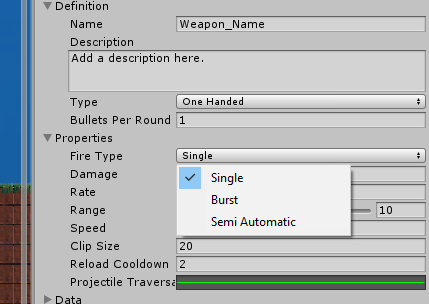 Definition
Name Weapon_Name
Description
Add a description here.
Type One Handed
Bullets Per Round 1
Properties
Fire Type Single
Damage Single
Rate Burst
Range 10
Speed Semi Automatic
Clip Size 20
Reload Cooldown 2
Projectile Traversa
Data